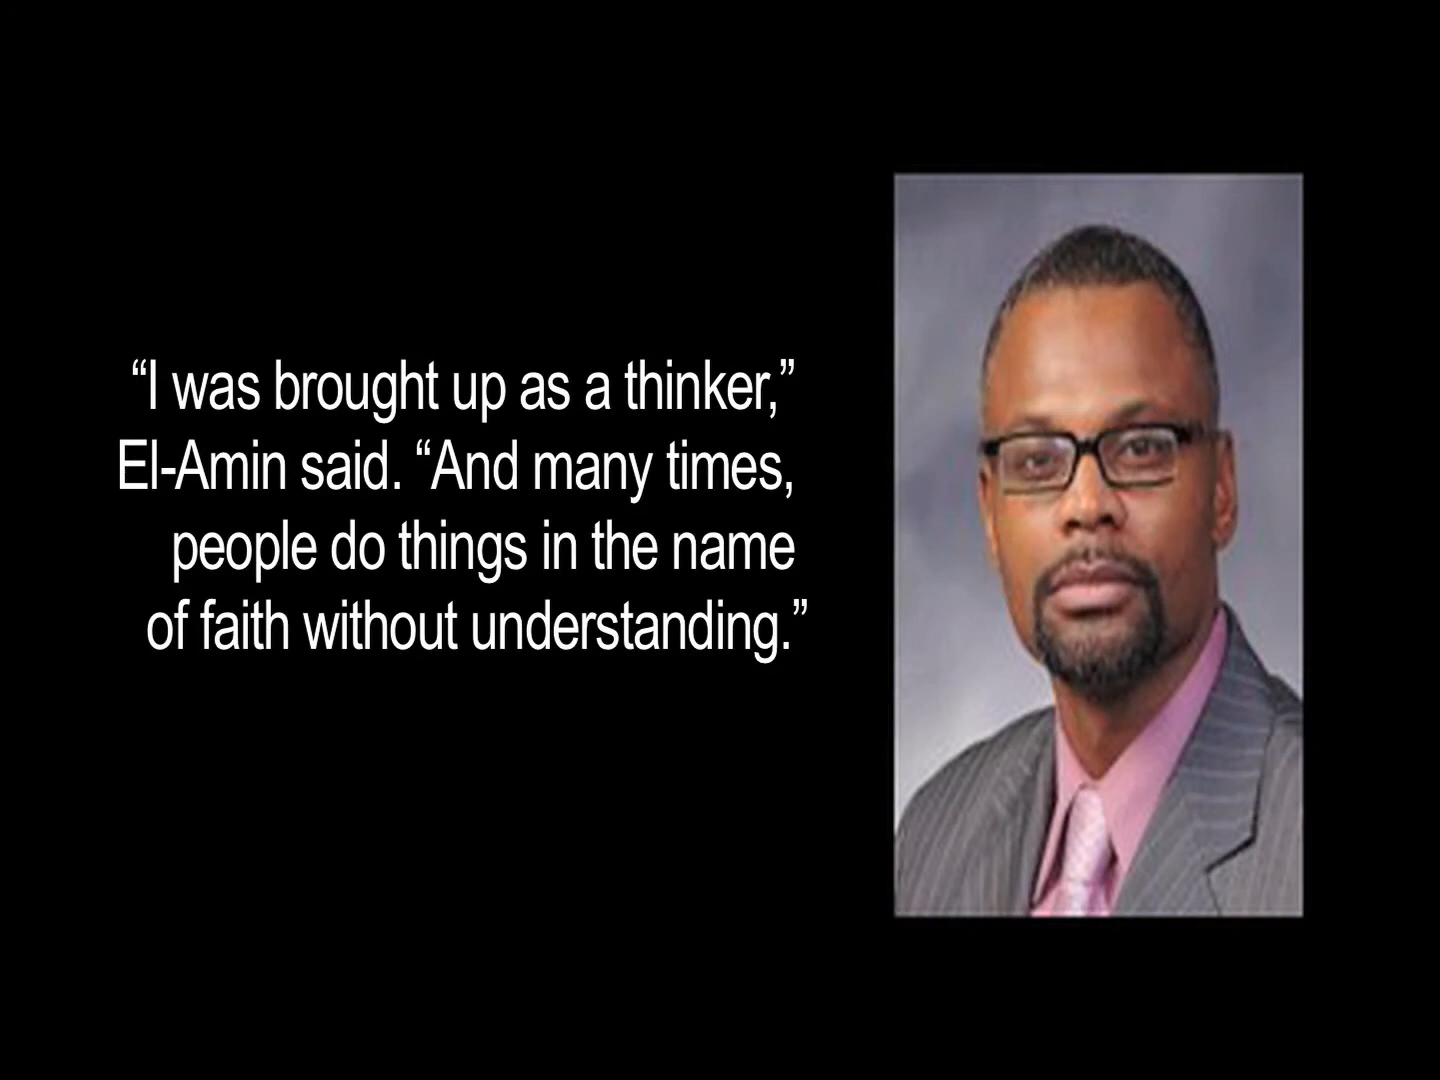 “I was brought up as a thinker,”
El-Amin said. “And many times,
people do things in the name
of faith without understanding.”